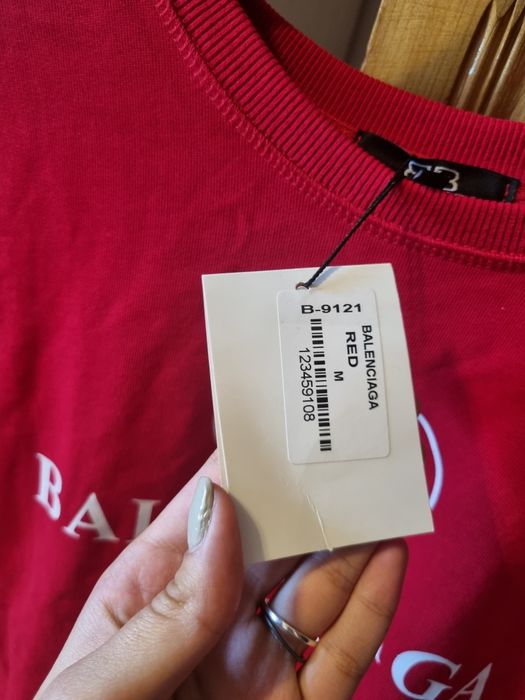 B-9121
BALENCIAGA
RED
M
123459108
BAL
GA